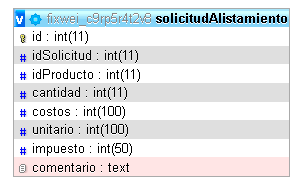 v fixwei_c9rp5r4t2v8 solicitudAlistamiento
id : int(11)
# idSolicitud : int(11)
# idProducto : int(11)
# cantidad : int(11)
# costos : int(100)
# unitario : int(100)
# impuesto : int(50)
comentario : text